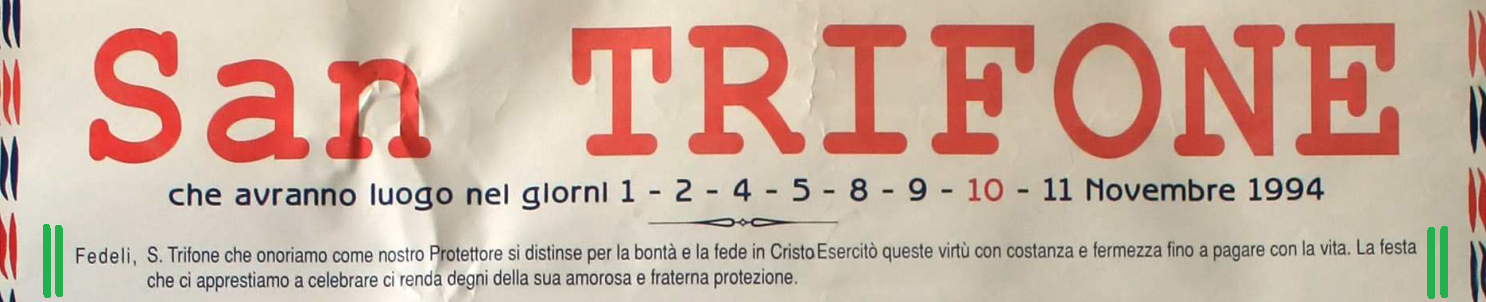 San TRIFONE
che avranno luogo nei giorni 1 - 2 - 4 - 5 - 8 - 9 - 10 - 11 Novembre 1994
Fedeli, S. Trifone che onoriamo come nostro Protettore si distinse per la bontà e la fede in Cristo Esercitò queste virtù con costanza e fermezza fino a pagare con la vita. La festa
che ci apprestiamo a celebrare ci renda degni della sua amorosa e fraterna protezione.